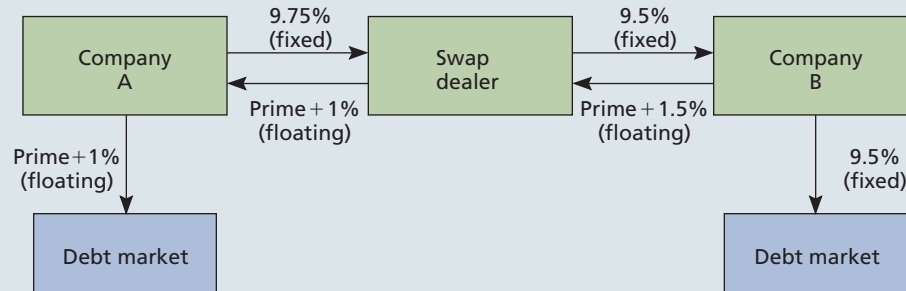 9.75%
(fixed)
9.5%
(fixed)
Company
A
Swap
dealer
Company
B
Prime+1%
(floating)
Prime+1.5%
(floating)
Prime+1%
(floating)
9.5%
(fixed)
Debt market
Debt market